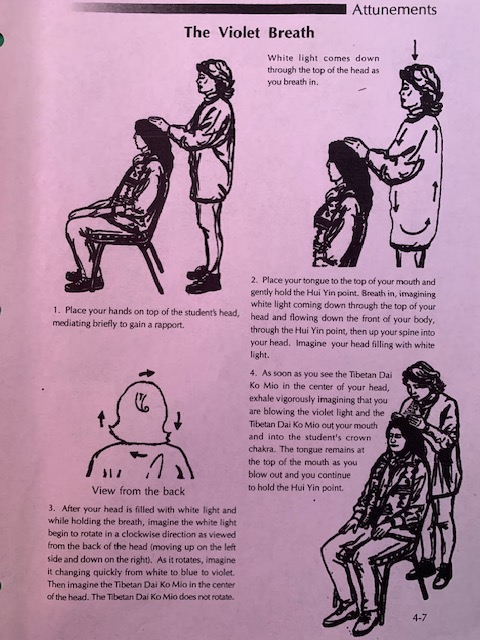 Attunements
The Violet Breath
White light comes down
through the top of the head as
you breath in.
1. Place your hands on top of the student's head,
mediating briefly to gain a rapport.
2. Place your tongue to the top of your mouth and
gently hold the Hui Yin point. Breath in, imagining
white light coming down through the top of your
head and flowing down the front of your body,
through the Hui Yin point, then up your spine into
your head. Imagine your head filling with white
light.
View from the back
3. After your head is filled with white light and
while holding the breath, imagine the white light
begin to rotate in a clockwise direction as viewed
from the back of the head (moving up on the left
side and down on the right). As it rotates, imagine
it changing quickly from white to blue to violet.
Then imagine the Tibetan Dai Ko Mio in the center
of the head. The Tibetan Dai Ko Mio does not rotate.
4. As soon as you see the Tibetan Dai
Ko Mio in the center of your head,
exhale vigorously imagining that you
are blowing the violet light and the
Tibetan Dai Ko Mio out your mouth
and into the student's crown
chakra. The tongue remains at
the top of the mouth as you
blow out and you continue
to hold the Hui Yin point.
4-7